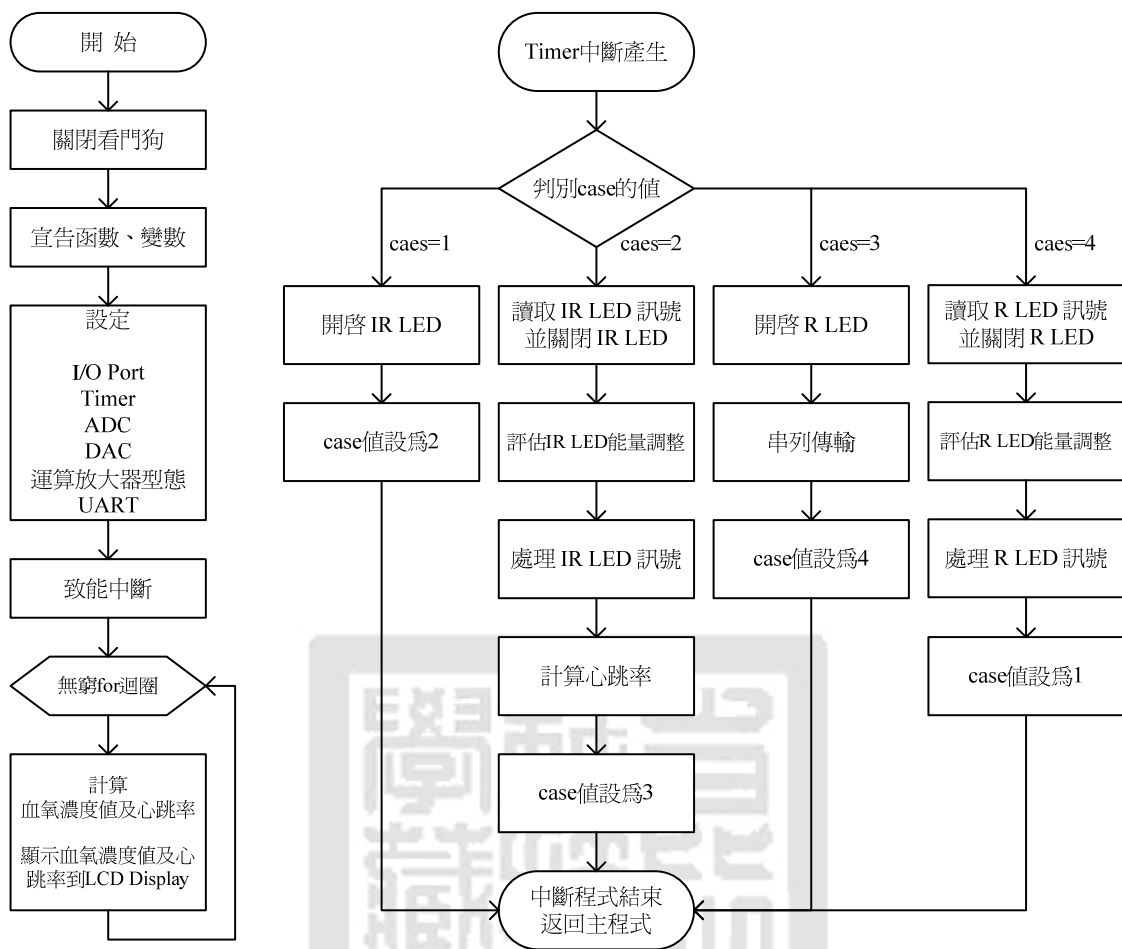 開 始
關閉看門狗
宣告函數、變數
設定
I/O Port
Timer
ADC
DAC
運算放大器型態
UART
致能中斷
無窮for迴圈
計算
血氧濃度值及心跳率
顯示血氧濃度值及心
跳率到LCD Display
Timer中斷產生
判別case的值
caes=1
開啟 IR LED
case值設為2
caes=2
讀取 IR LED 訊號
並關閉 IR LED
評估IR LED能量調整
處理 IR LED 訊號
計算心跳率
case值設為3
caes=3
開啟 R LED
串列傳輸
case值設為4
caes=4
讀取 R LED 訊號
並關閉 R LED
評估R LED能量調整
處理 R LED 訊號
case值設為1
中斷程式結束
返回主程式